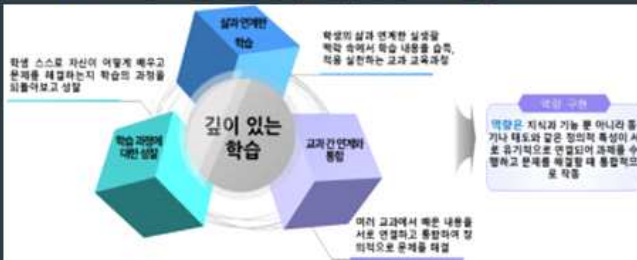 삶과 연계한
학습
학생의 삶과 연계한 실생활
맥락 속에서 학습 내용을 습득,
적용 실천하는 교과 교육과정
학생 스스로 자신이 어떻게 배우고
문제를 해결하는지 학습의 과정을
되돌아보고 성찰
깊이 있는
학습
학습 과정에
대한 성찰
교과 간 연계와
통합
여러 교과에서 배운 내용을
서로 연결하고 통합하여 창
의적으로 문제를 해결
역량 구현
역량은 지식과 기능 뿐 아니라 동
기나 태도와 같은 정의적 특성이 서
로 유기적으로 연결되어 과제를 수
행하고 문제를 해결할 때 통합적으
로 작동